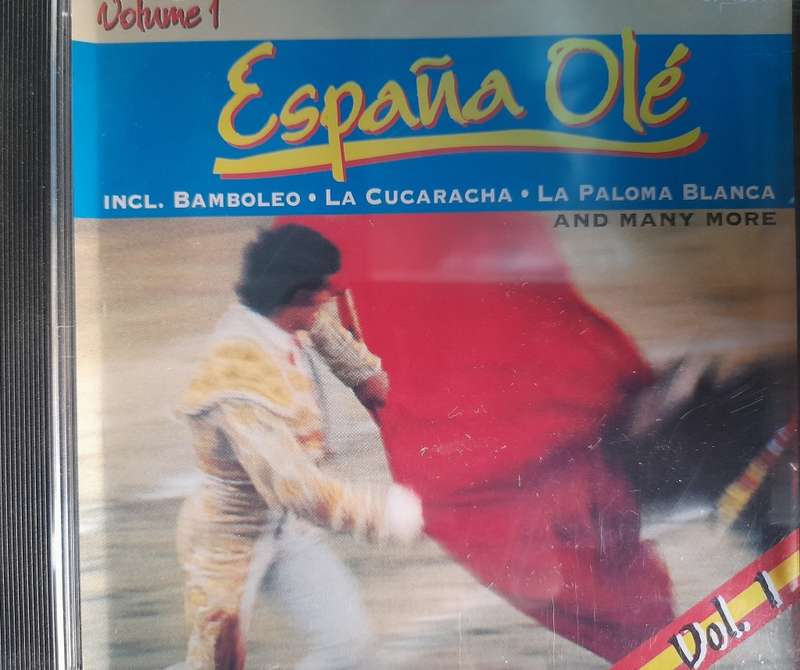 Volume 1
España Olé
INCL. BAMBOLEO • LA CUCARACHA • LA PALOMA BLANCA
AND MANY MORE
Vol. 1